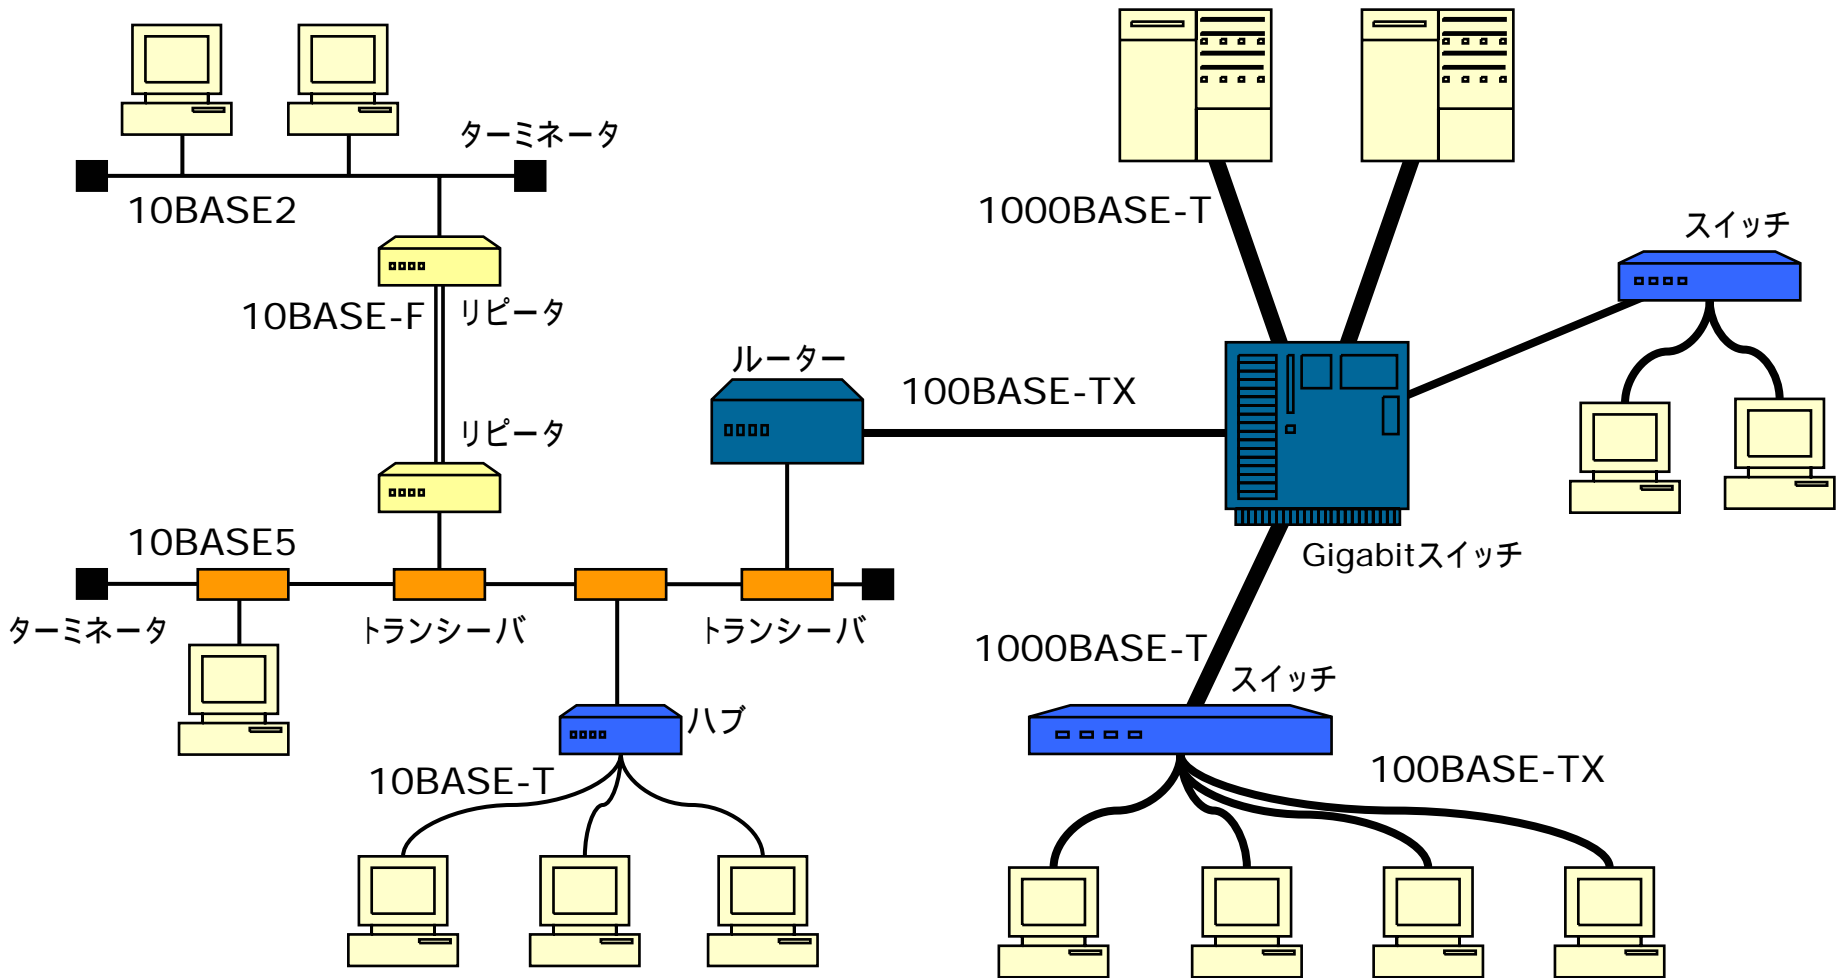 ターミネータ
10BASE2
1000BASE-T
スイッチ
10BASE-F
リピータ
ルーター
100BASE-TX
リピータ
10BASE5
Gigabitスイッチ
ターミネータ
トランシーバ
トランシーバ
1000BASE-T
スイッチ
ハブ
10BASE-T
100BASE-TX